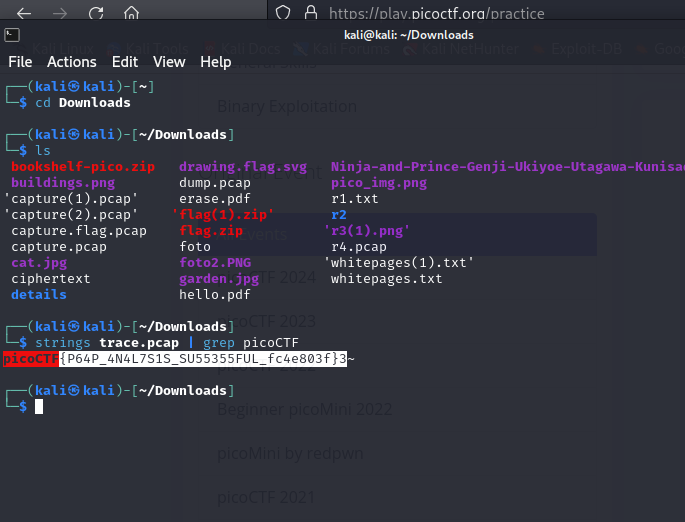 https://play.picoctf.org/practice
kali@kali: ~/Downloads
Kali Linux Kali Tools Kali Docs Kali Forums Kali NetHunter Exploit-DB Goo
File Actions Edit View Help
┌──(kali㉿kali)-[~]
└─$ cd Downloads
Binary Exploitation
┌──(kali㉿kali)-[~/Downloads]
└─$ ls
bookshelf-pico.zip drawing.flag.svg Ninja-and-Prince-Genji-Ukiyoe-Utagawa-Kunisad
buildings.png dump.pcap pico_img.png
'capture(1).pcap' erase.pdf r1.txt
'capture(2).pcap' 'flag(1).zip' r2
capture.flag.pcap flag.zip 'r3(1).png'
capture.pcap foto r4.pcap
cat.jpg foto2.PNG 'whitepages(1).txt'
ciphertext garden.jpg whitepages.txt
picoCTF 2024
details hello.pdf
picoCTF 2023
┌──(kali㉿kali)-[~/Downloads]
└─$ strings trace.pcap | grep picoCTF
picoCTF{P64P_4N4L7S1S_SU55355FUL_fc4e803f}3~
picoCTF 2022
┌──(kali㉿kali)-[~/Downloads]
└─$
Beginner picoMini 2022
picoMini by redpwn
picoCTF 2021